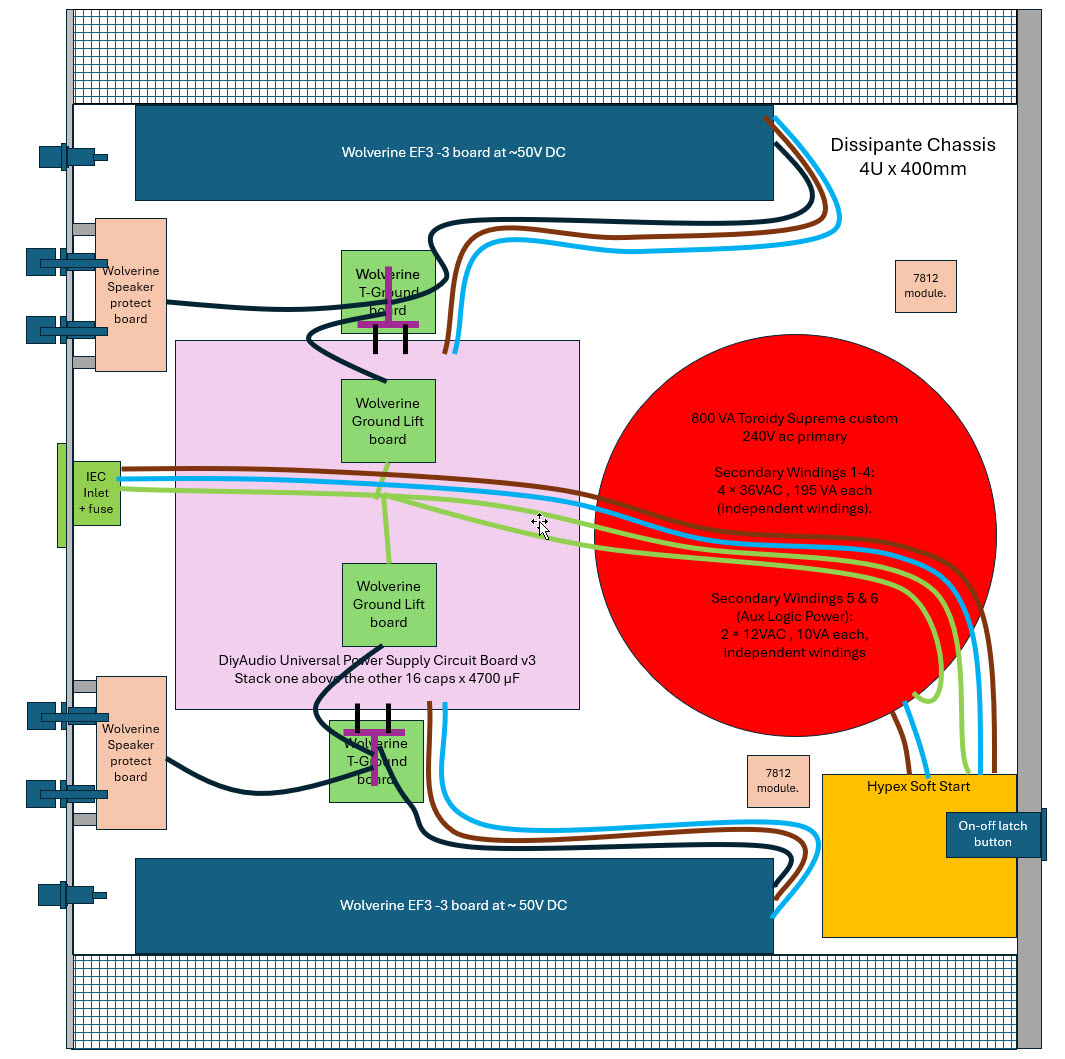 Wolverine EF3 -3 board at ~50V DC
Dissipante Chassis
4U x 400mm
Wolverine
Speaker
protect
board
Wolverine
T-Ground
board
7812
module.
Wolverine
Ground Lift
board
800 VA Toroidy Supreme custom
240V ac primary
Secondary Windings 1-4:
4 × 36VAC , 195 VA each
(independent windings).
IEC
Inlet
+ fuse
Wolverine
Ground Lift
board
Secondary Windings 5 & 6
(Aux Logic Power):
2 × 12VAC , 10VA each,
independent windings
DiyAudio Universal Power Supply Circuit Board v3
Stack one above the other 16 caps x 4700 µF
Wolverine
Speaker
protect
board
Wolverine
T-Ground
board
7812
module.
Hypex Soft Start
On-off latch
button
Wolverine EF3 -3 board at ~ 50V DC